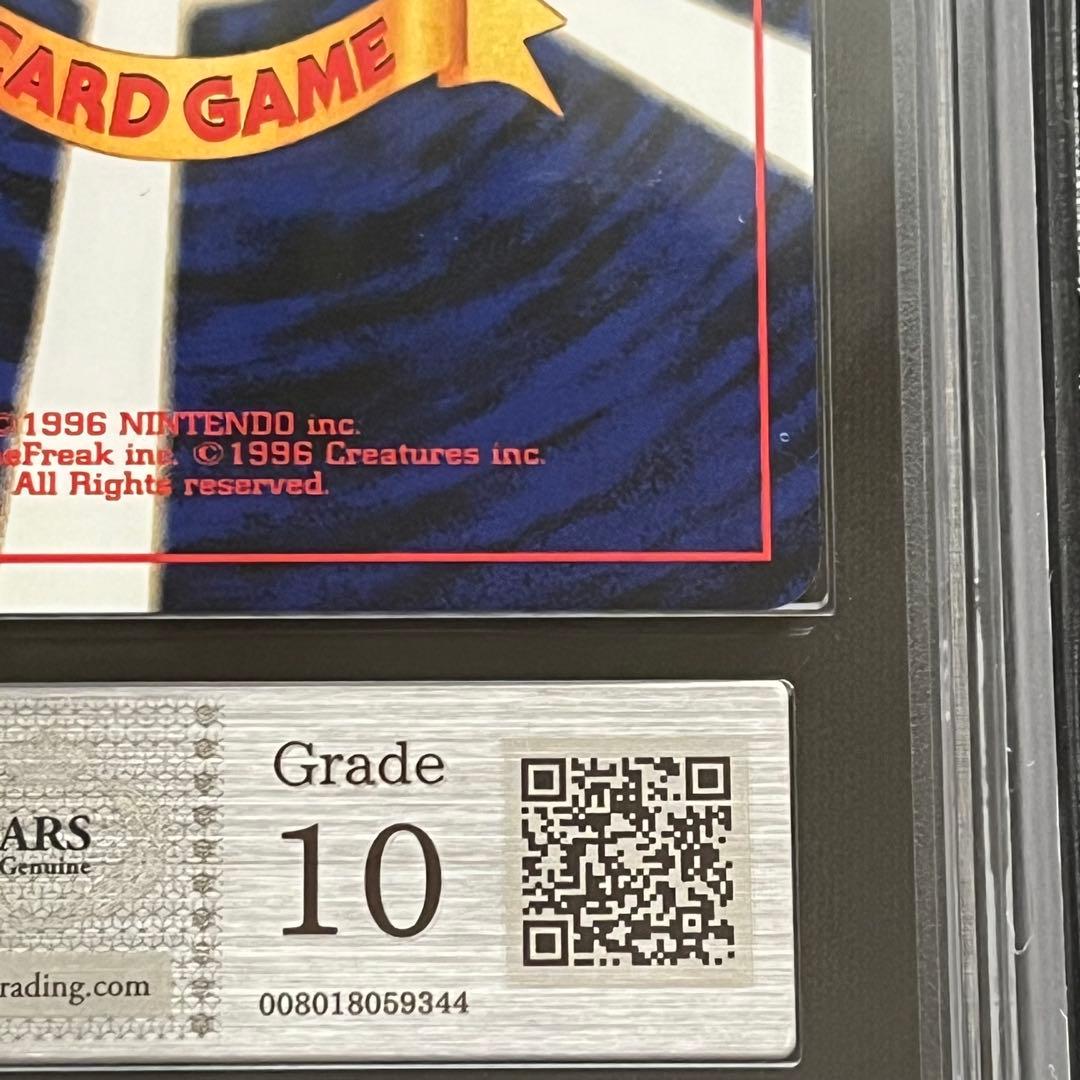 CARD GAME
©1996 NINTENDO inc.
eFreak inc. ©1996 Creatures inc.
All Rights reserved.
Grade
ARS
10
Genuine
rading.com
008018059344